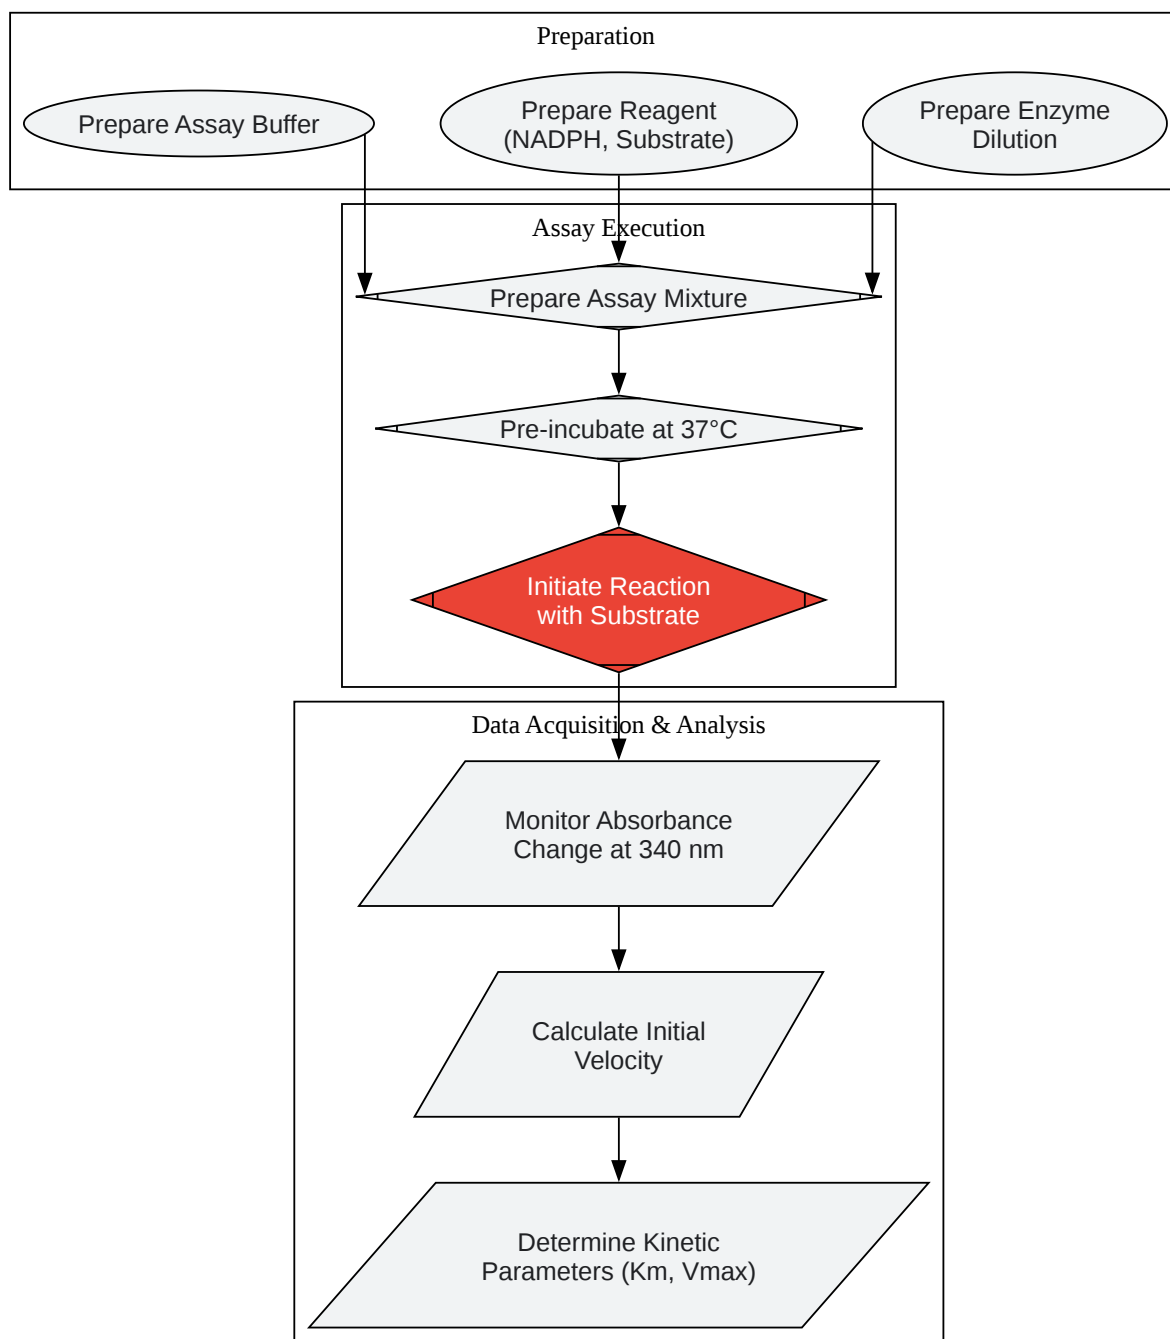 Preparation
Prepare Assay Buffer
Prepare Reagent
(NADPH, Substrate)
Prepare Enzyme
Dilution
Assay Execution
Prepare Assay Mixture
Pre-incubate at 37°C
Initiate Reaction
with Substrate
Data Acquisition & Analysis
Monitor Absorbance
Change at 340 nm
Calculate Initial
Velocity
Determine Kinetic
Parameters (Km, Vmax)